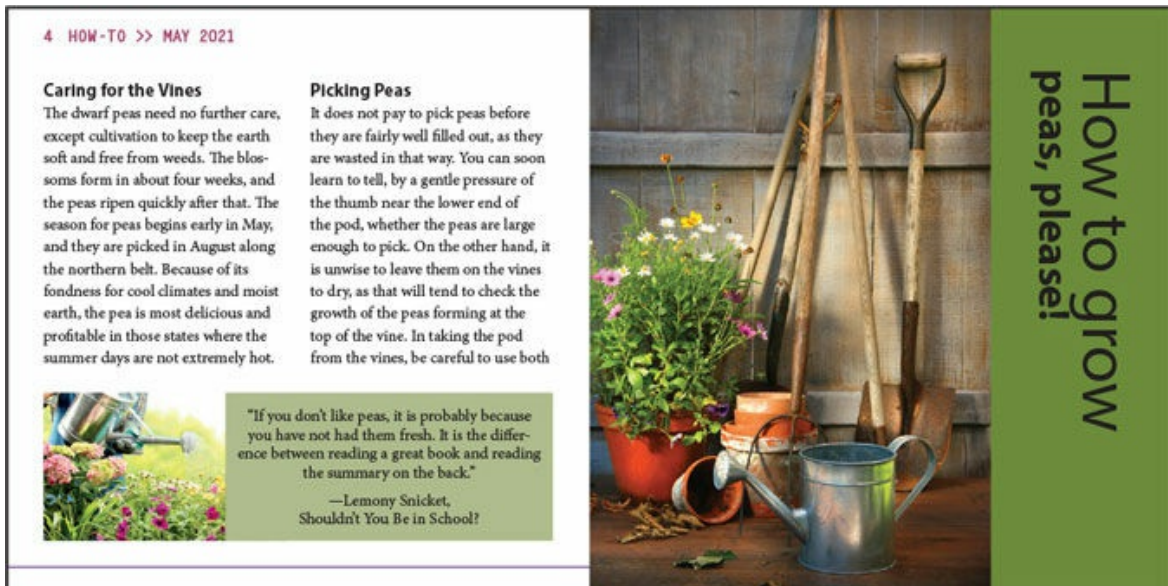 4 HOW-TO >> MAY 2021
Caring for the Vines
The dwarf peas need no further care,
except cultivation to keep the earth
soft and free from weeds. The blos-
soms form in about four weeks, and
the peas ripen quickly after that. The
season for peas begins early in May,
and they are picked in August along
the northern belt. Because of its
fondness for cool climates and moist
earth, the pea is most delicious and
profitable in those states where the
summer days are not extremely hot.
Picking Peas
It does not pay to pick peas before
they are fairly well filled out, as they
are wasted in that way. You can soon
learn to tell, by a gentle pressure of
the thumb near the lower end of
the pod, whether the peas are large
enough to pick. On the other hand, it
is unwise to leave them on the vines
to dry, as that will tend to check the
growth of the peas forming at the
top of the vine. In taking the pod
from the vines, be careful to use both
“If you don’t like peas, it is probably because
you have not had them fresh. It is the differ-
ence between reading a great book and reading
the summary on the back.”
—Lemony Snicket,
Shouldn’t You Be in School?
How to grow
peas, please!